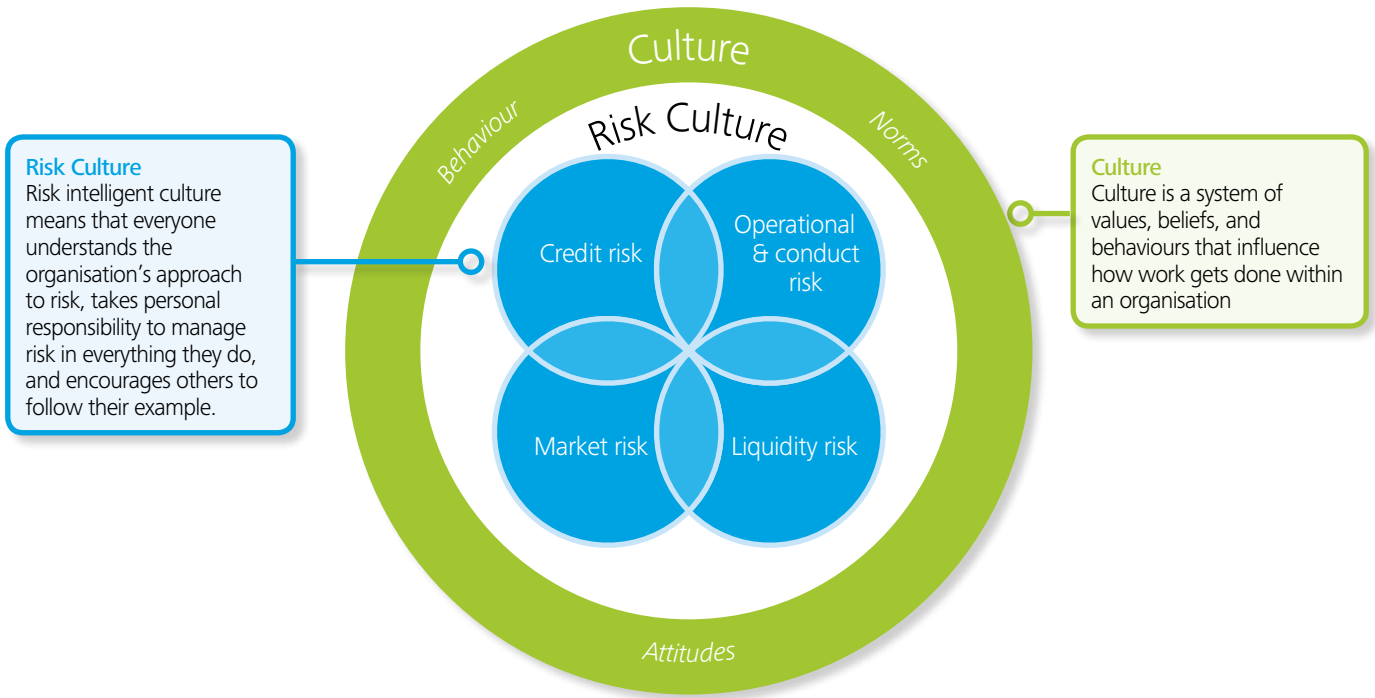 Culture
Behaviour
Norms
Attitudes
Risk Culture
Credit risk
Operational
& conduct
risk
Market risk
Liquidity risk
Risk Culture
Risk intelligent culture
means that everyone
understands the
organisation’s approach
to risk, takes personal
responsibility to manage
risk in everything they do,
and encourages others to
follow their example.
Culture
Culture is a system of
values, beliefs, and
behaviours that influence
how work gets done within
an organisation